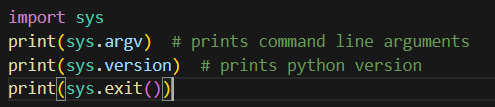 import sys
print(sys.argv)  # prints command line arguments
print(sys.version)  # prints python version
print(sys.exit())